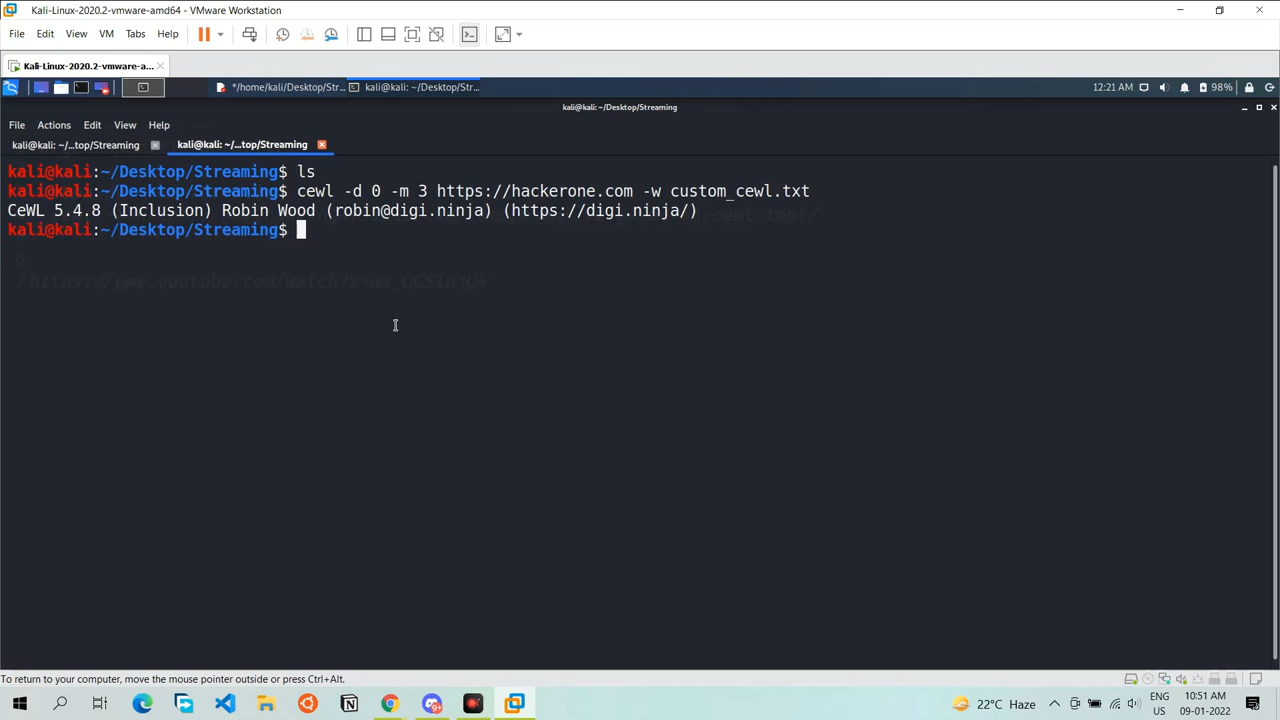 Kali-Linux-2020.2-vmware-amd64 - VMware Workstation
File Edit View VM Tabs Help
Kali-Linux-2020.2-vmware-a...
*/home/kali/Desktop/Str... kali@kali: ~/Desktop/Str... 12:21 AM 98%
kali@kali: ~/Desktop/Streaming
File Actions Edit View Help
kali@kali: ~/...top/Streaming kali@kali: ~/...top/Streaming
kali@kali:~/Desktop/Streaming$ ls
kali@kali:~/Desktop/Streaming$ cewl -d 0 -m 3 https://hackerone.com -w custom_cewl.txt
CeWL 5.4.8 (Inclusion) Robin Wood (robin@digi.ninja) (https://digi.ninja/)
kali@kali:~/Desktop/Streaming$
6
To return to your computer, move the mouse pointer outside or press Ctrl+Alt.
9+
22°C Haze
ENG
US
10:51 AM
09-01-2022